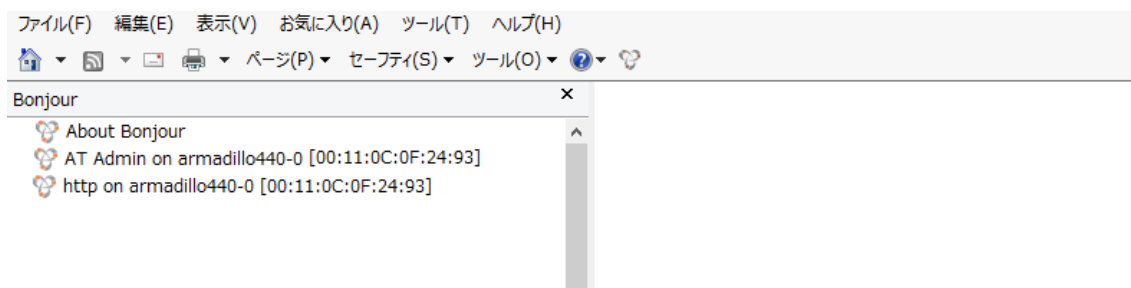 ファイル(F) 編集(E) 表示(V) お気に入り(A) ツール(T) ヘルプ(H)
ページ(P) セーフティ(S) ツール(O)
Bonjour
About Bonjour
AT Admin on armadillo440-0 [00:11:0C:0F:24:93]
http on armadillo440-0 [00:11:0C:0F:24:93]